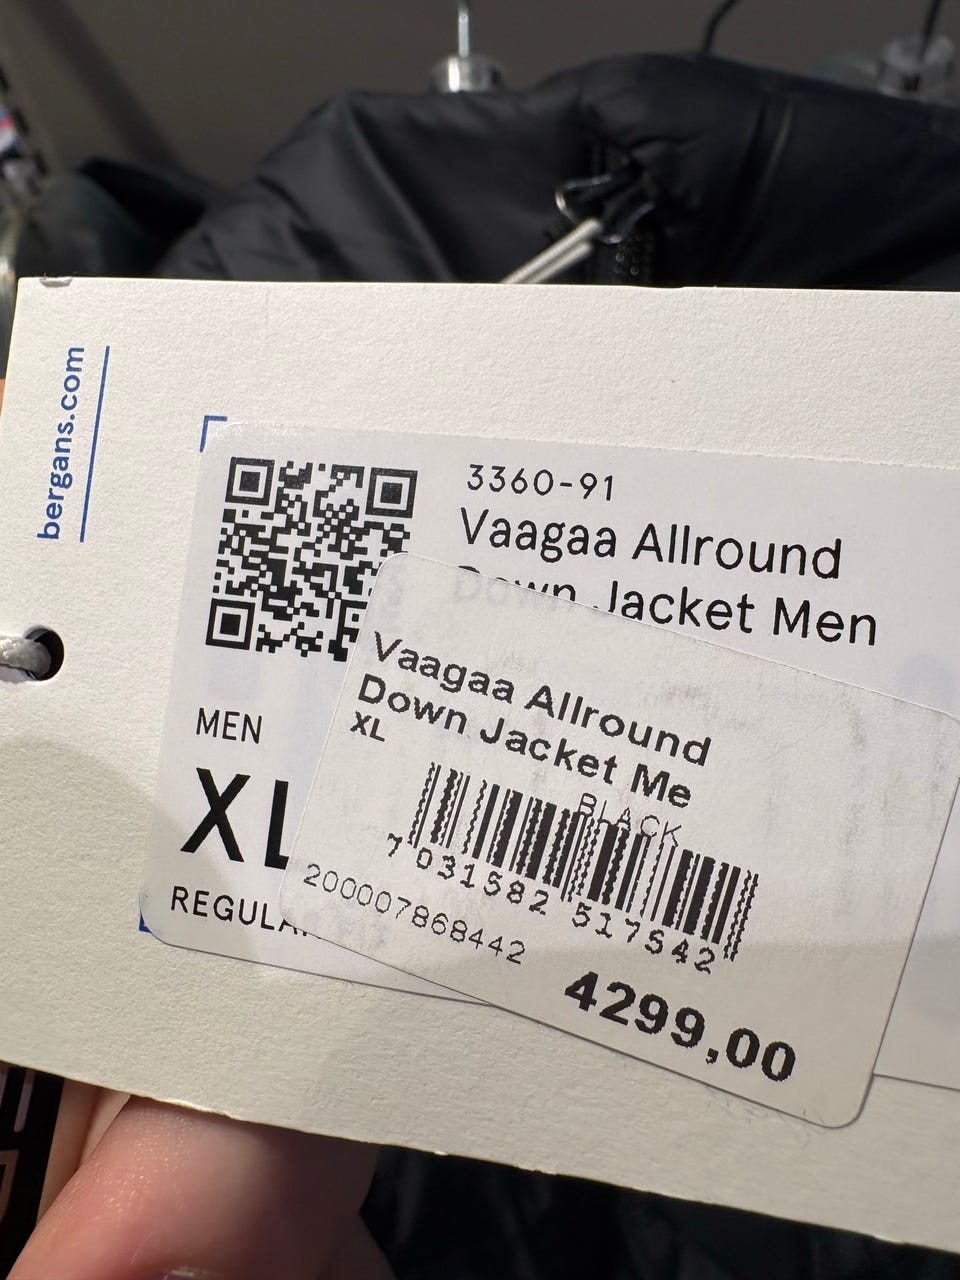 bergans.com
3360-91
Vaagaa Allround
Down Jacket Men
MEN
XL
REGULAR
Vaagaa Allround
Down Jacket Me
XL
BLACK
7 031582 517542
200007868442
4299,00